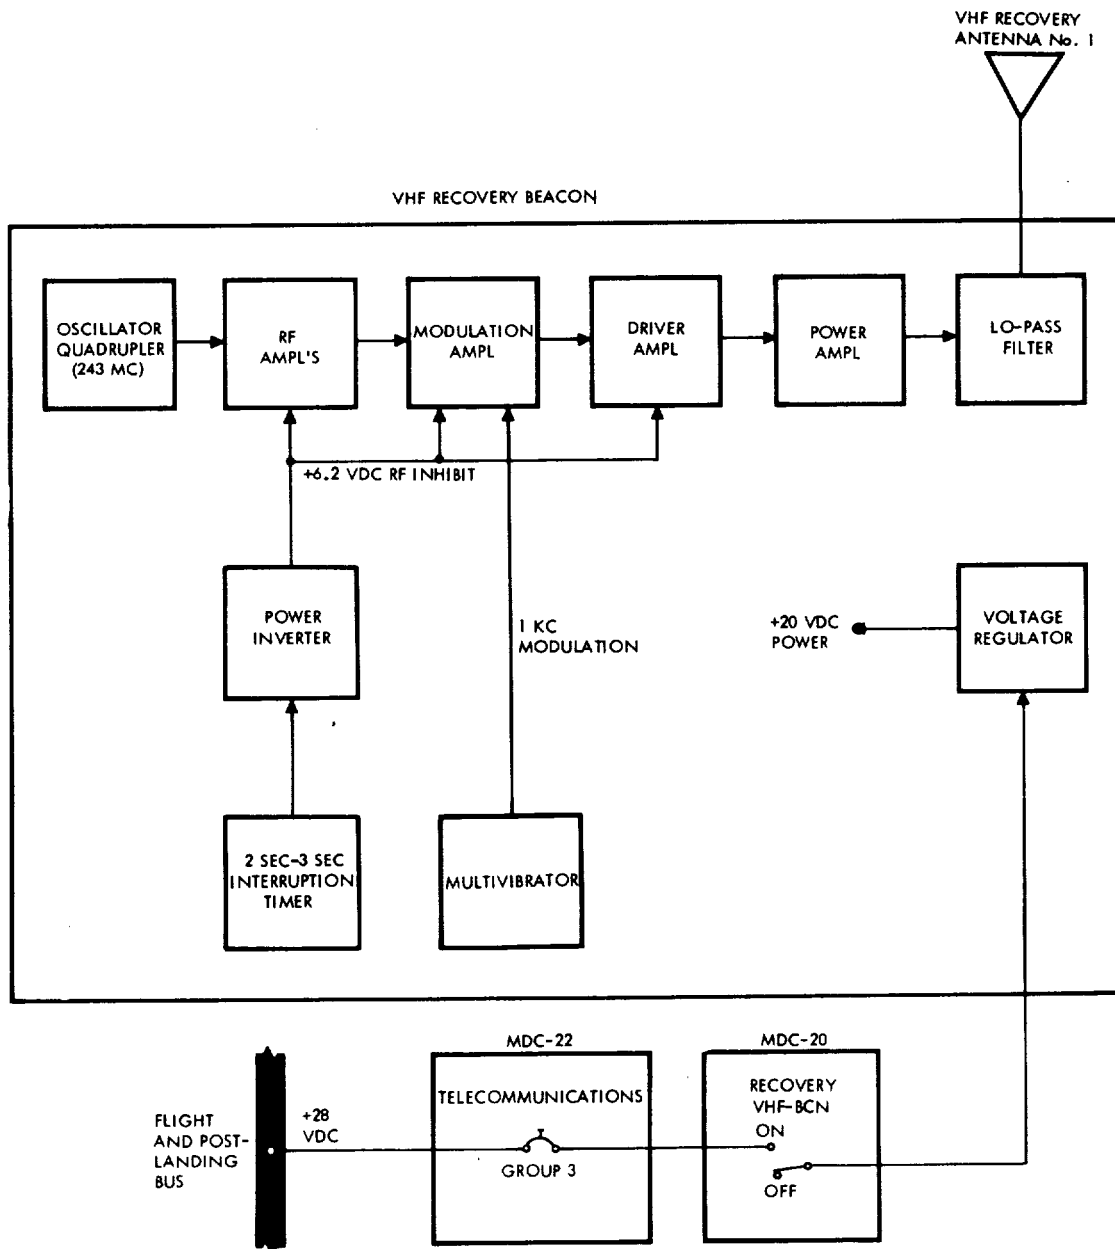 VHF RECOVERY
ANTENNA No. 1
VHF RECOVERY BEACON
OSCILLATOR
QUADRUPLER
(243 MC)
RF
AMPL'S
MODULATION
AMPL
DRIVER
AMPL
POWER
AMPL
LO-PASS
FILTER
+6.2 VDC RF INHIBIT
POWER
INVERTER
1 KC
MODULATION
+20 VDC
POWER
VOLTAGE
REGULATOR
2 SEC-3 SEC
INTERRUPTION
TIMER
MULTIVIBRATOR
FLIGHT
AND POST-
LANDING
BUS
+28
VDC
MDC-22
TELECOMMUNICATIONS
GROUP 3
MDC-20
RECOVERY
VHF-BCN
ON
OFF